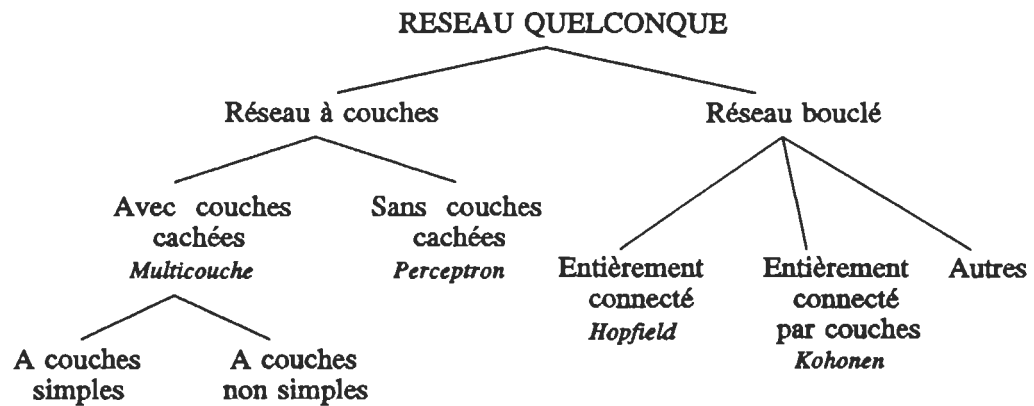 RESEAU QUELCONQUE
Réseau à couches
Réseau bouclé
Avec couches
cachées
Multicouche
Sans couches
cachées
Perceptron
Entièrement
connecté
Hopfield
Entièrement
connecté
par couches
Kohonen
Autres
A couches
simples
A couches
non simples